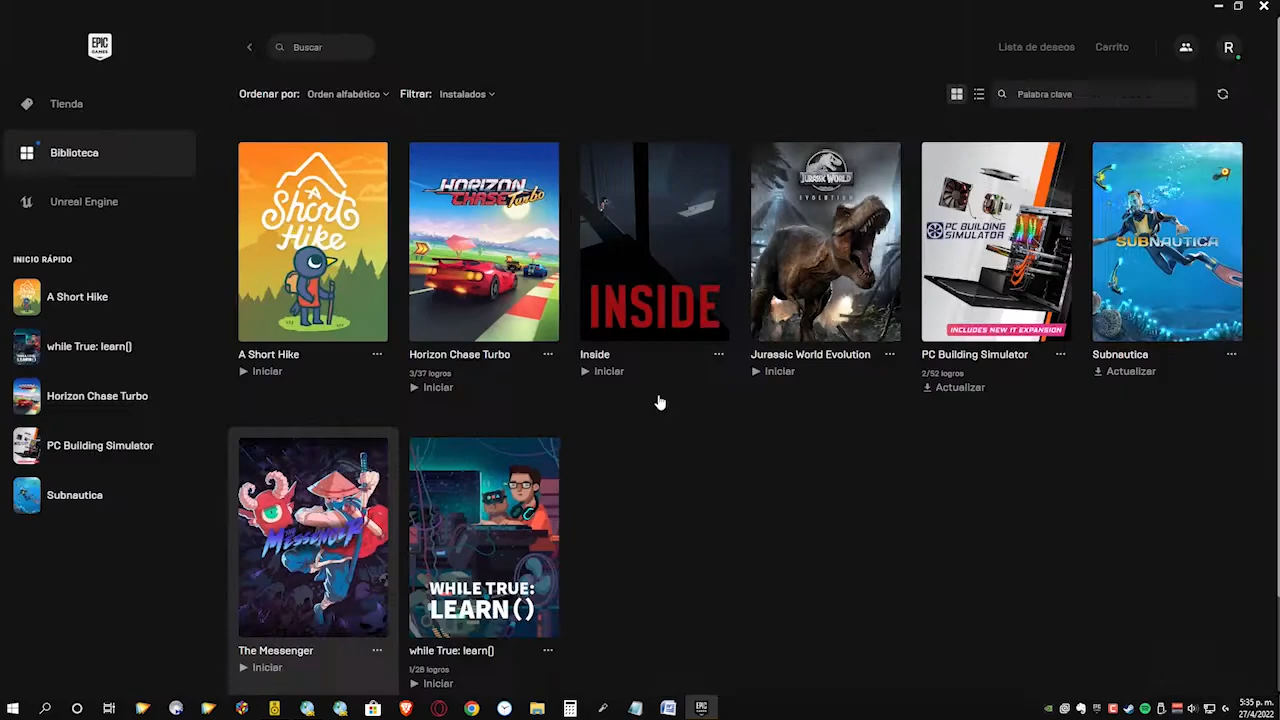 EPIC
GAMES
Buscar
Lista de deseos
Carrito
R
Tienda
Biblioteca
Unreal Engine
INICIO RÁPIDO
A Short Hike
while True: learn()
Horizon Chase Turbo
PC Building Simulator
Subnautica
Ordenar por: Orden alfabético Filtrar: Instalados
Palabra clave
A
Short
Hike
A Short Hike
Iniciar
HORIZON
CHASE Turbo
Horizon Chase Turbo
3/37 logros
Iniciar
INSIDE
Inside
Iniciar
JURASSIC WORLD
EVOLUTION
Jurassic World Evolution
Iniciar
PC BUILDING
SIMULATOR
INCLUDES NEW IT EXPANSION
PC Building Simulator
2/52 logros
Actualizar
SUBNAUTICA
Subnautica
Actualizar
THE
MESSENGER
The Messenger
Iniciar
WHILE TRUE:
LEARN()
while True: learn()
1/28 logros
Iniciar
EPIC
5:35 p. m.
27/4/2022